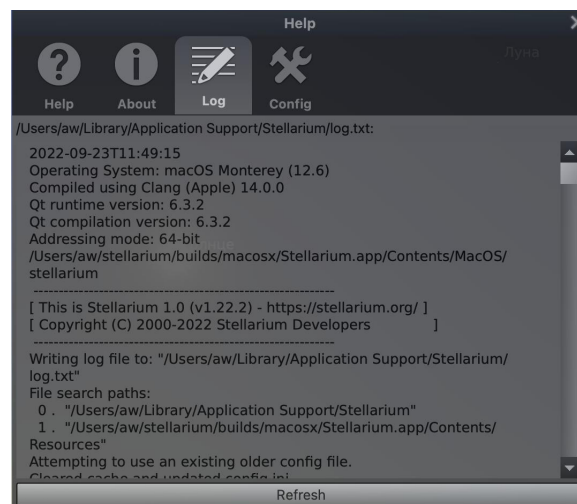 Help
Луна
Help About Log Config
/Users/aw/Library/Application Support/Stellarium/log.txt:
2022-09-23T11:49:15
Operating System: macOS Monterey (12.6)
Compiled using Clang (Apple) 14.0.0
Qt runtime version: 6.3.2
Qt compilation version: 6.3.2
Addressing mode: 64-bit
/Users/aw/stellarium/builds/macosx/Stellarium.app/Contents/MacOS/
stellarium
------------------------------------------------------------
[ This is Stellarium 1.0 (v1.22.2) - https://stellarium.org/ ]
[ Copyright (C) 2000-2022 Stellarium Developers ]
------------------------------------------------------------
Writing log file to: "/Users/aw/Library/Application Support/Stellarium/
log.txt"
File search paths:
0 . "/Users/aw/Library/Application Support/Stellarium"
1 . "/Users/aw/stellarium/builds/macosx/Stellarium.app/Contents/
Resources"
Attempting to use an existing older config file.
Cleared cache and updated config.ini
Refresh